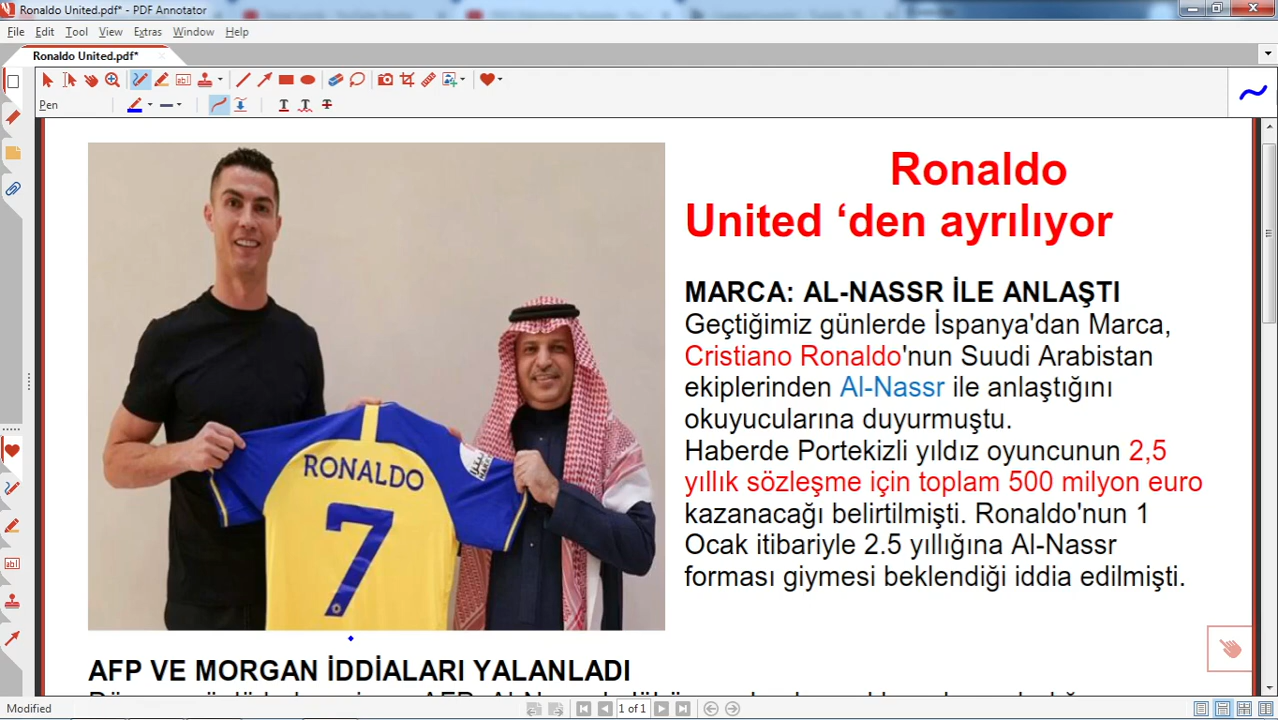 Ronaldo United.pdf* - PDF Annotator
File Edit Tool View Extras Window Help
Ronaldo United.pdf*
Pen
Ronaldo
United ‘den ayrılıyor
MARCA: AL-NASSR İLE ANLAŞTI
Geçtiğimiz günlerde İspanya'dan Marca,
Cristiano Ronaldo'nun Suudi Arabistan
ekiplerinden Al-Nassr ile anlaştığını
okuyucularına duyurmuştu.
Haberde Portekizli yıldız oyuncunun 2,5
yıllık sözleşme için toplam 500 milyon euro
kazanacağı belirtilmişti. Ronaldo'nun 1
Ocak itibariyle 2.5 yıllığına Al-Nassr
forması giymesi beklendiği iddia edilmişti.
RONALDO
7
AFP VE MORGAN İDDİALARI YALANLADI
Modified
1 of 1